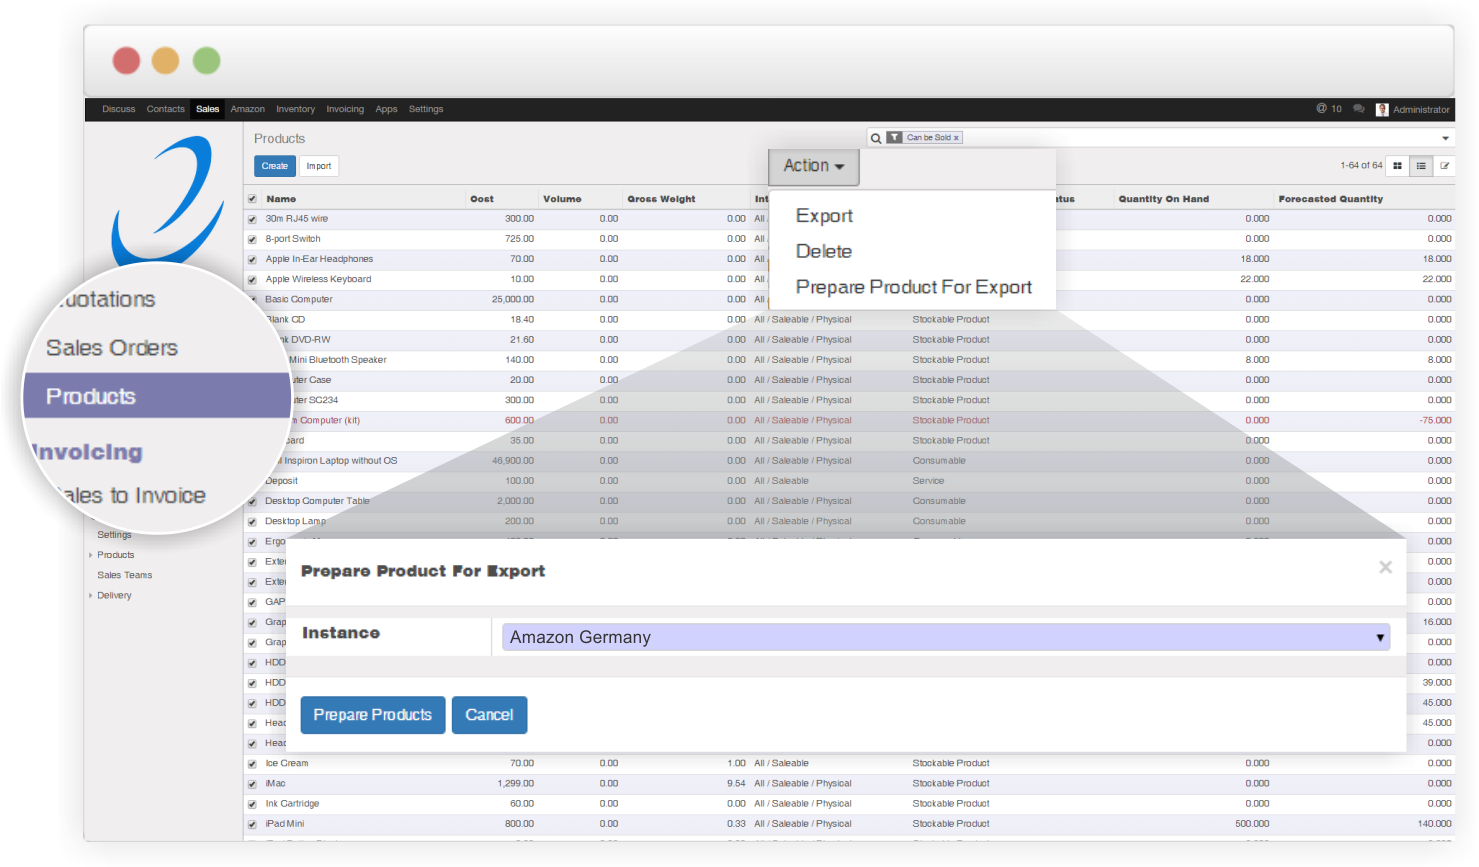 Discuss Contacts Sales Amazon Inventory Invoicing Apps Settings @ 10 Administrator
Products Can be Sold x
Create Import Action 1-64 of 64
Name Cost Volume Gross Weight Int tus Quantity On Hand Forecasted Quantity
30m RJ45 wire 300.00 0.00 0.00 All 0.000 0.000
8-port Switch 725.00 0.00 0.00 All 0.000 0.000
Apple In-Ear Headphones 70.00 0.00 0.00 All 18.000 18.000
Apple Wireless Keyboard 10.00 0.00 0.00 All 22.000 22.000
Basic Computer 25,000.00 0.00 0.00 All 0.000 0.000
Export
Delete
Prepare Product For Export
Blank CD 18.40 0.00 0.00 All / Saleable / Physical Stockable Product 0.000 0.000
nk DVD-RW 21.60 0.00 0.00 All / Saleable / Physical Stockable Product 0.000 0.000
Mini Bluetooth Speaker 140.00 0.00 0.00 All / Saleable / Physical Stockable Product 8.000 8.000
uter Case 20.00 0.00 0.00 All / Saleable / Physical Stockable Product 0.000 0.000
uter SC234 300.00 0.00 0.00 All / Saleable / Physical Stockable Product 0.000 0.000
m Computer (kit) 600.00 0.00 0.00 All / Saleable / Physical Stockable Product 0.000 -75.000
oard 35.00 0.00 0.00 All / Saleable / Physical Stockable Product 0.000 0.000
l Inspiron Laptop without OS 46,900.00 0.00 0.00 All / Saleable / Physical Consumable 0.000 0.000
Deposit 100.00 0.00 0.00 All / Saleable Service 0.000 0.000
Desktop Computer Table 2,000.00 0.00 0.00 All / Saleable / Physical Consumable 0.000 0.000
Desktop Lamp 200.00 0.00 0.00 All / Saleable / Physical Consumable 0.000 0.000
uotations
Sales Orders
Products
Invoicing
ales to Invoice
Settings
Products
Sales Teams
Delivery
Ergo 0.000
Exte 0.000
Exte 0.000
GAP 0.000
Grap 16.000
Grap 0.000
HDD 0.000
HDD 39.000
HDD 45.000
Head 45.000
Head 0.000
Prepare Product For Export ×
Instance Amazon Germany
Prepare Products Cancel
Ice Cream 70.00 0.00 1.00 All / Saleable Stockable Product 0.000 0.000
iMac 1,299.00 0.00 9.54 All / Saleable / Physical Stockable Product 0.000 0.000
Ink Cartridge 60.00 0.00 0.00 All / Saleable / Physical Stockable Product 0.000 0.000
iPad Mini 800.00 0.00 0.33 All / Saleable / Physical Stockable Product 500.000 140.000